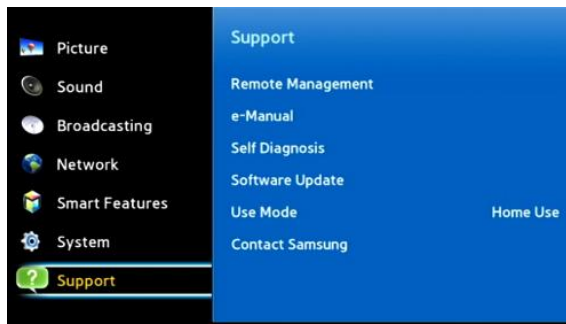 Picture
Sound
Broadcasting
Network
Smart Features
System
?
Support
Support
Remote Management
e-Manual
Self Diagnosis
Software Update
Use Mode Home Use
Contact Samsung